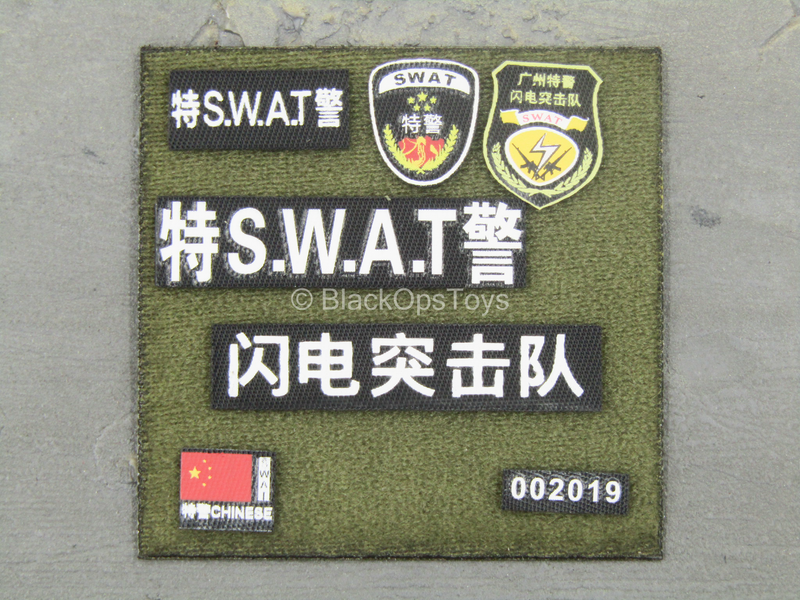 特S.W.A.T警
SWAT
特警
广州特警
闪电突击队
SWAT
特S.W.A.T警
© BlackOpsToys
闪电突击队
SWAT
特警CHINESE
002019